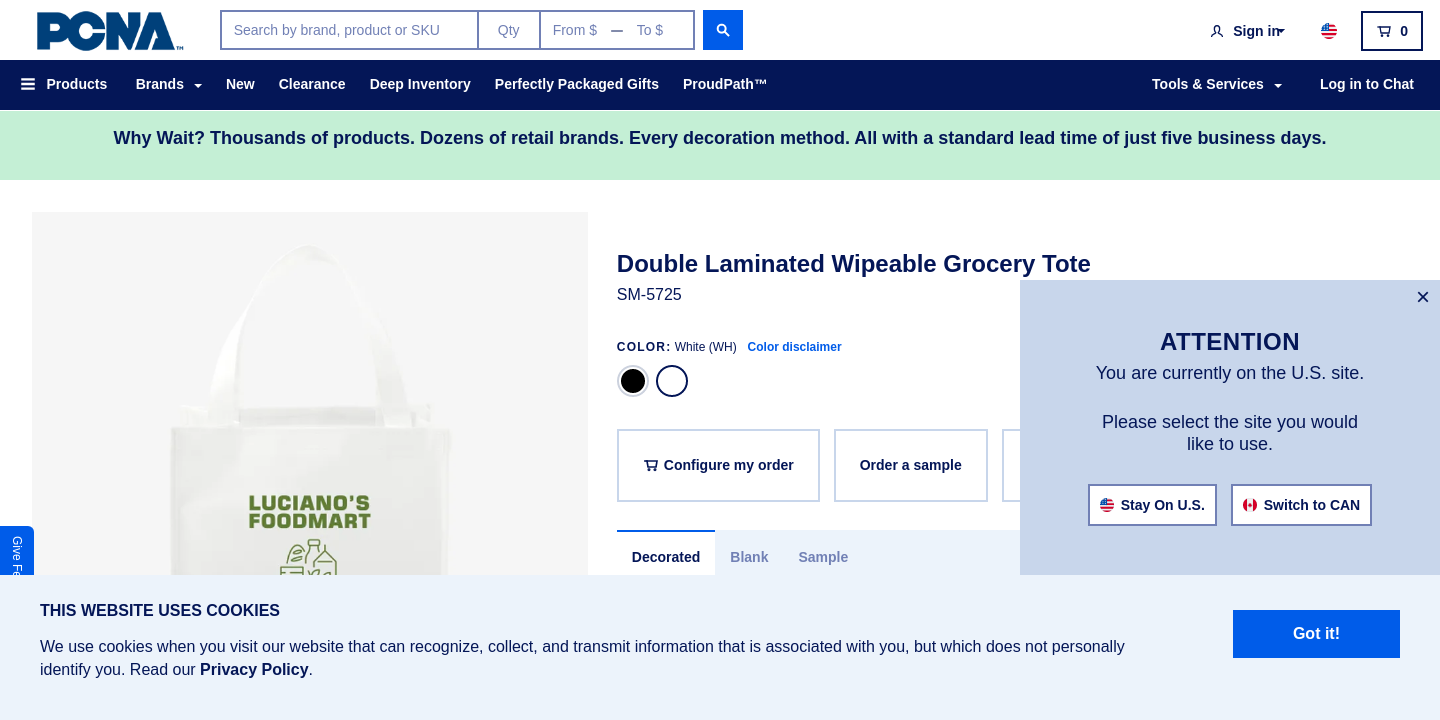 PCNA™
Search by brand, product or SKU
Qty
From $ — To $
Sign in
0
Products
Brands
New
Clearance
Deep Inventory
Perfectly Packaged Gifts
ProudPath™
Tools & Services
Log in to Chat
Why Wait? Thousands of products. Dozens of retail brands. Every decoration method. All with a standard lead time of just five business days.
LUCIANO'S
FOODMART
Double Laminated Wipeable Grocery Tote
SM-5725
COLOR: White (WH) Color disclaimer
Configure my order
Order a sample
Decorated
Blank
Sample
×
ATTENTION
You are currently on the U.S. site.
Please select the site you would
like to use.
Stay On U.S.
Switch to CAN
Give
THIS WEBSITE USES COOKIES
We use cookies when you visit our website that can recognize, collect, and transmit information that is associated with you, but which does not personally
identify you. Read our Privacy Policy.
Got it!